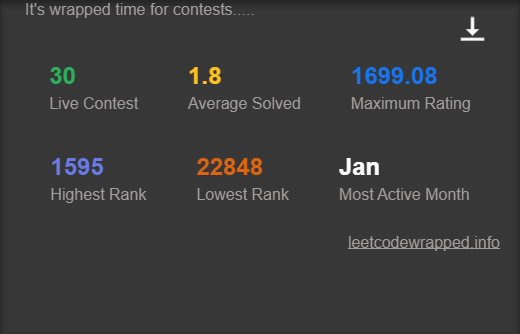 It's wrapped time for contests.....
30 1.8 1699.08
Live Contest Average Solved Maximum Rating
1595 22848 Jan
Highest Rank Lowest Rank Most Active Month
leetcodewrapped.info